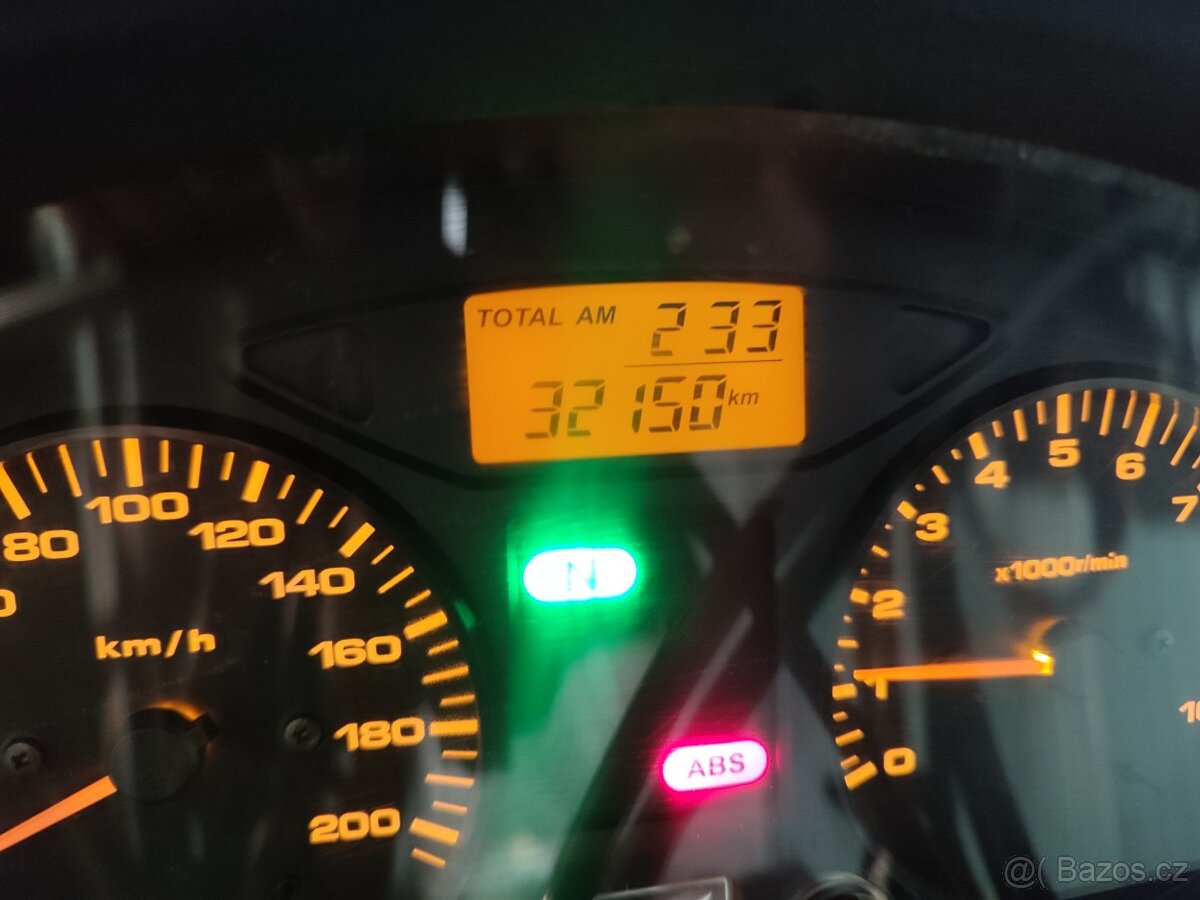 TOTAL AM 2 33
32150 km
80 100 120 140 160 180 200
km/h
N
ABS
0 1 2 3 4 5 6 7
x1000r/min
@( Bazos.cz